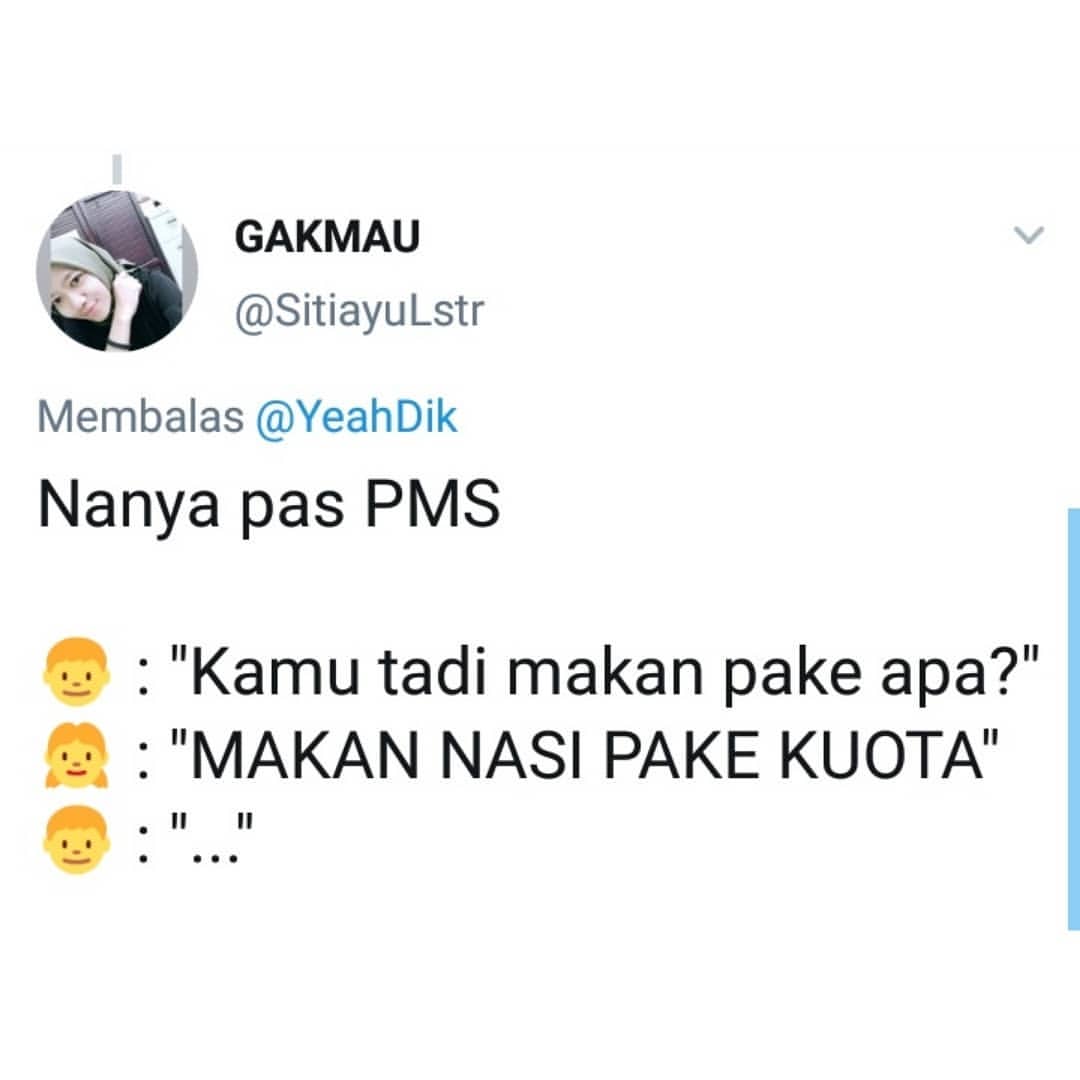 GAKMAU
@SitiayuLstr
Membalas @YeahDik
Nanya pas PMS
👦 : "Kamu tadi makan pake apa?"
👧 : "MAKAN NASI PAKE KUOTA"
👦 : "..."